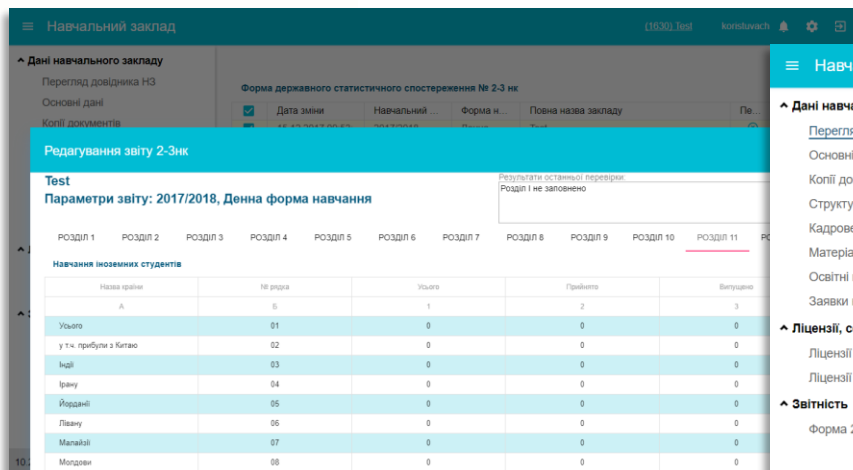 Навчальний заклад (1630) Test koristuvach
Дані навчального закладу
Перегляд довідника НЗ
Основні дані
Копії документів
Форма державного статистичного спостереження № 2-3 нк
Дата зміни Навчальний ... Форма н... Повна назва закладу Пе...
Редагування звіту 2-3нк
Test
Параметри звіту: 2017/2018, Денна форма навчання
Результати останньої перевірки:
Розділ I не заповнено
РОЗДІЛ 1 РОЗДІЛ 2 РОЗДІЛ 3 РОЗДІЛ 4 РОЗДІЛ 5 РОЗДІЛ 6 РОЗДІЛ 7 РОЗДІЛ 8 РОЗДІЛ 9 РОЗДІЛ 10 РОЗДІЛ 11 РО
Навчання іноземних студентів
Назва країни № рядка Усього Прийнято Випущено
А Б 1 2 3
Усього 01 0 0 0
у т.ч. прибули з Китаю 02 0 0 0
Індії 03 0 0 0
Ірану 04 0 0 0
Йорданії 05 0 0 0
Лівану 06 0 0 0
Малайзії 07 0 0 0
Молдови 08 0 0 0
Навч
Дані навча
Перегля
Основні
Копії до
Структу
Кадрове
Матеріа
Освітні
Заявки
Ліцензії, с
Ліцензії
Ліцензії
Звітність
Форма 2